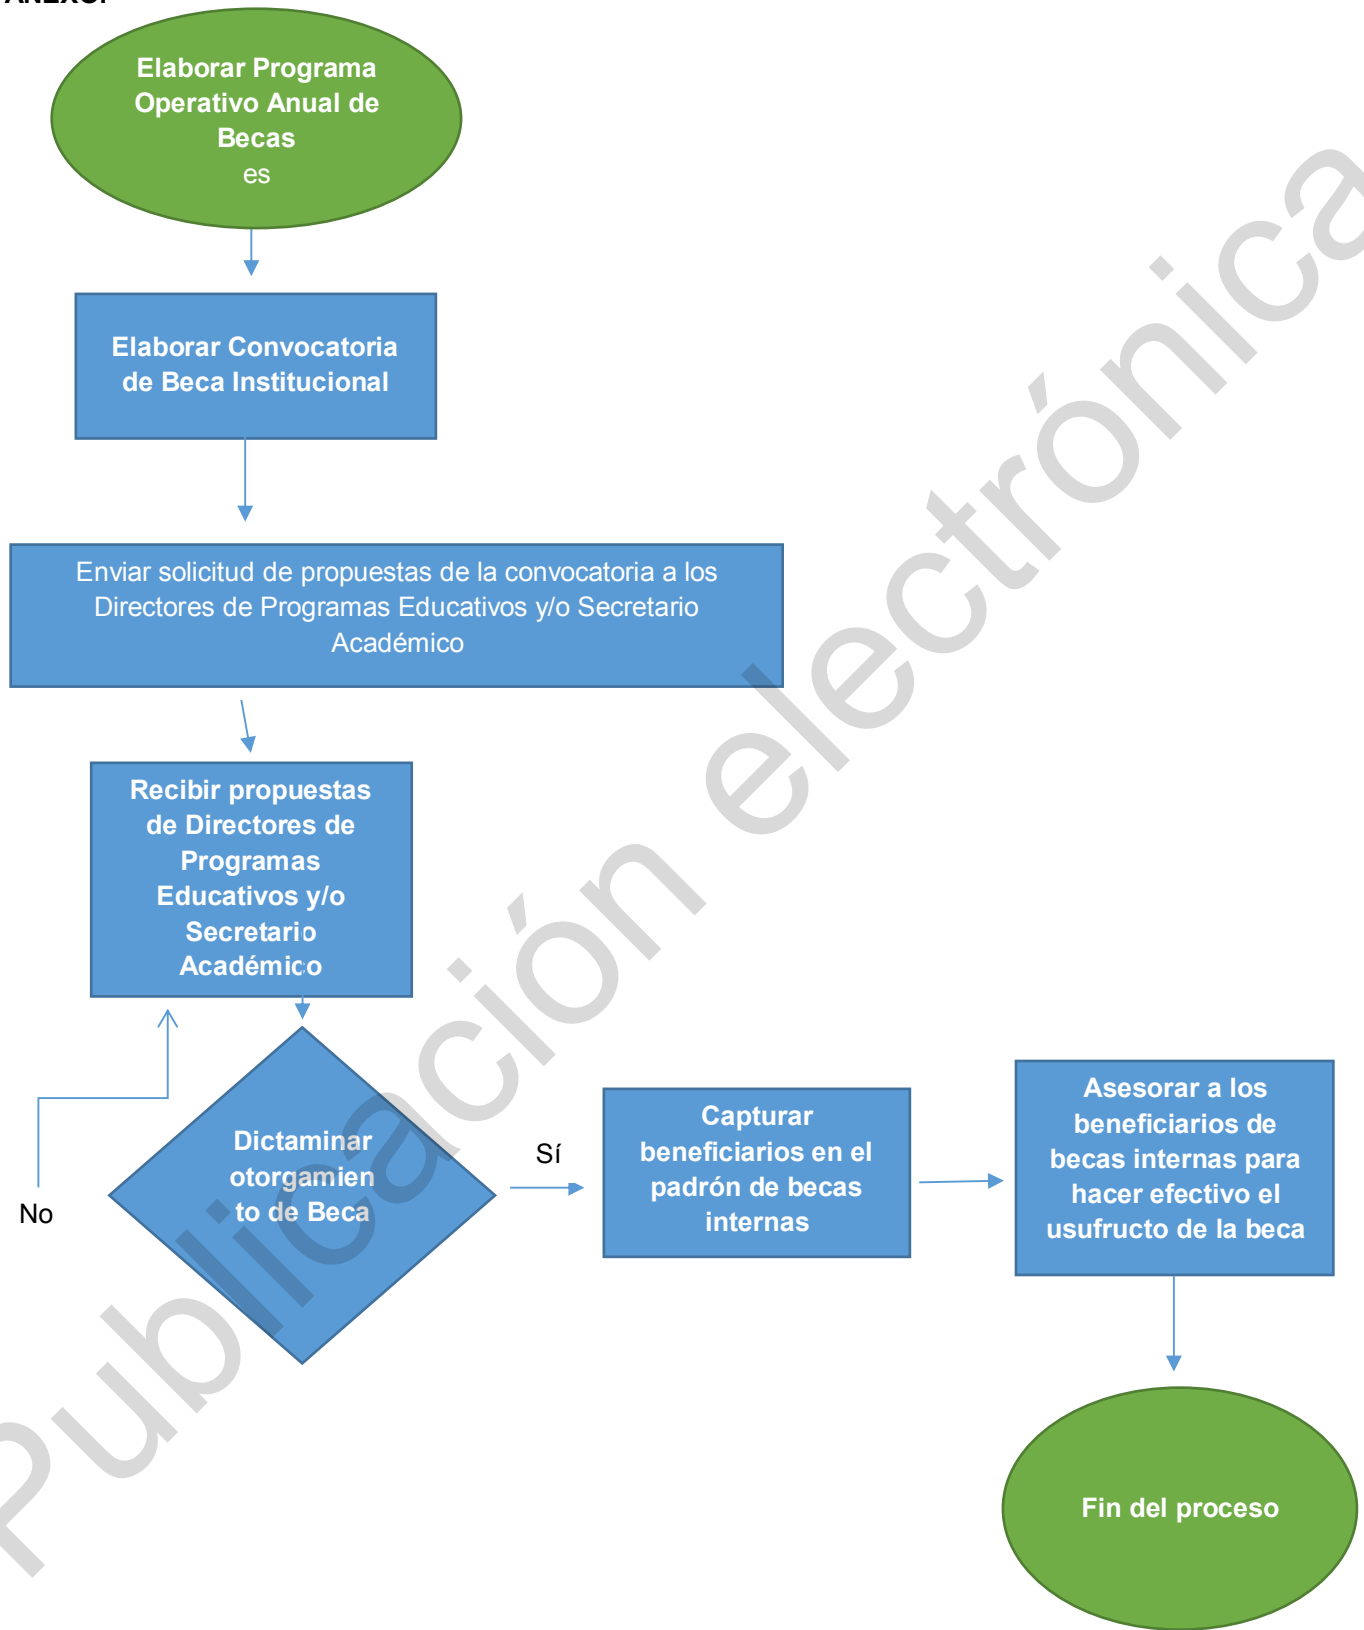 ANEXO.
Elaborar Programa
Operativo Anual de
Becas
es
Elaborar Convocatoria
de Beca Institucional
Enviar solicitud de propuestas de la convocatoria a los
Directores de Programas Educativos y/o Secretario
Académico
Recibir propuestas
de Directores de
Programas
Educativos y/o
Secretario
Académico
Dictaminar
otorgamien
to de Beca
No
Sí
Capturar
beneficiarios en el
padrón de becas
internas
Asesorar a los
beneficiarios de
becas internas para
hacer efectivo el
usufructo de la beca
Fin del proceso
Publicación electrónica